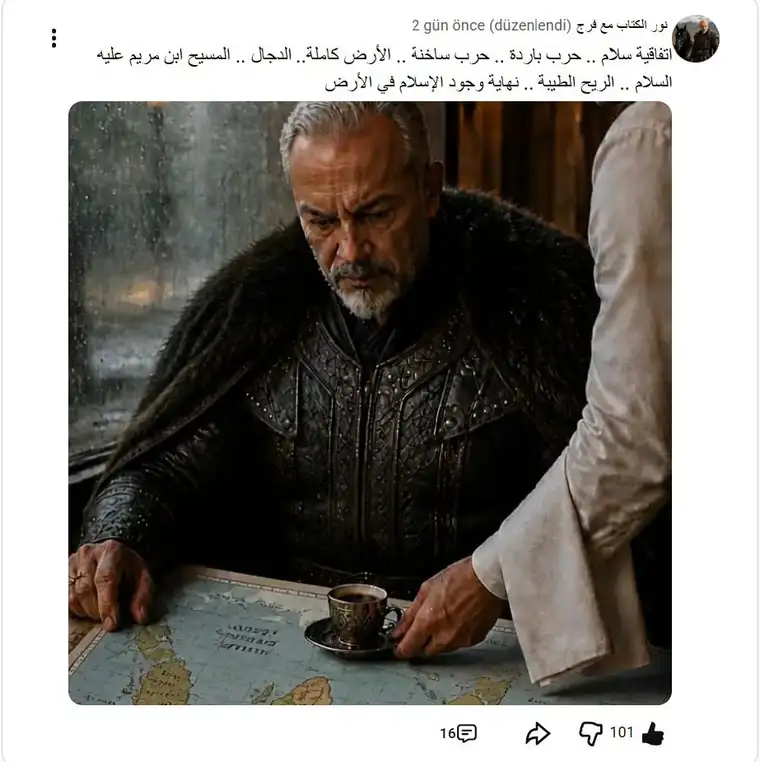 نور الكتاب مع فرج 2 gün önce (düzenlendi)
اتفاقية سلام .. حرب باردة .. حرب ساخنة .. الأرض كاملة.. الدجال .. المسيح ابن مريم عليه
السلام .. الريح الطيبة .. نهاية وجود الإسلام في الأرض
101
16